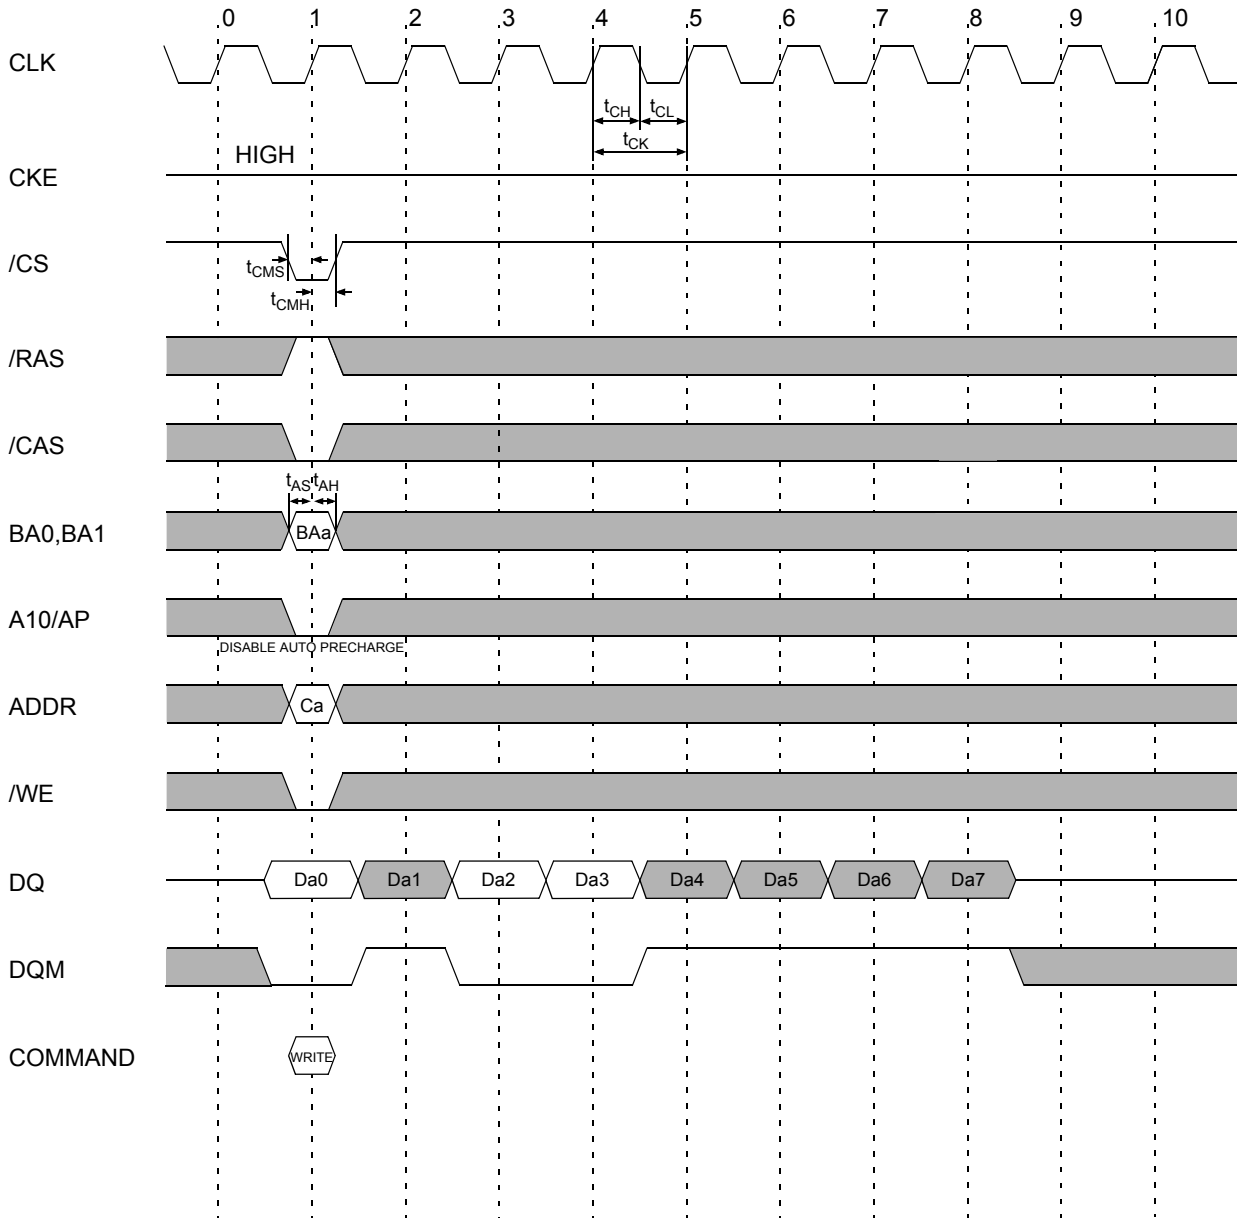 0 1 2 3 4 5 6 7 8 9 10
CLK
tCH tCL
tCK
HIGH
CKE
/CS
tCMS
tCMH
/RAS
/CAS
tAS tAH
BA0,BA1 BAa
A10/AP
DISABLE AUTO PRECHARGE
ADDR Ca
/WE
DQ Da0 Da1 Da2 Da3 Da4 Da5 Da6 Da7
DQM
COMMAND WRITE